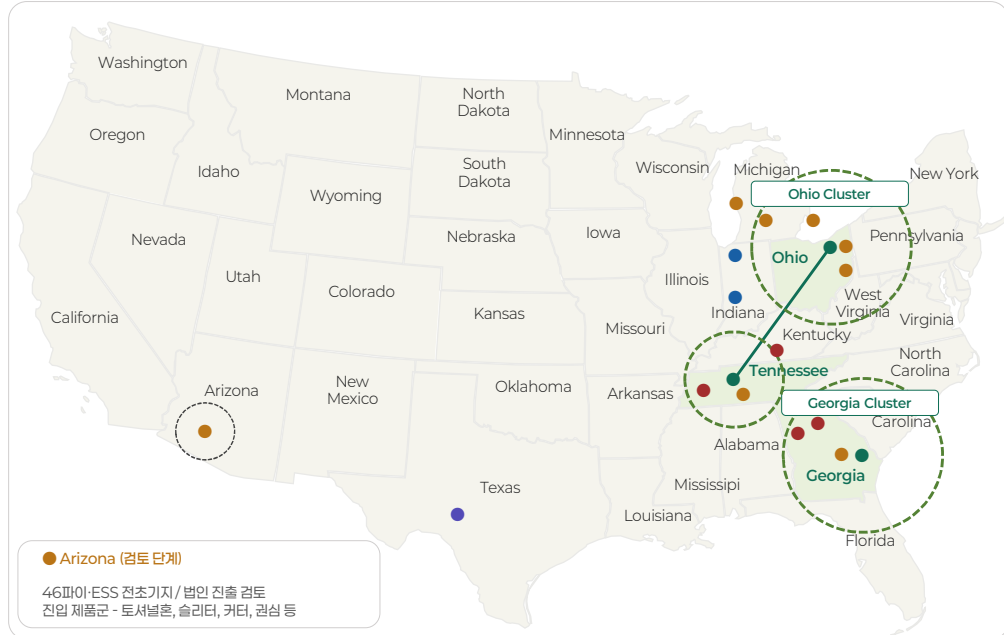 Washington
Montana
North
Dakota
Minnesota
Oregon
Idaho
South
Dakota
Wisconsin
Michigan
New York
Wyoming
Ohio Cluster
Nevada
Nebraska
Iowa
Pennsylvania
Ohio
Utah
Colorado
Illinois
California
Kansas
Indiana
West
Virginia
Virginia
Missouri
Kentucky
North
Carolina
Tennessee
Arizona
New
Mexico
Oklahoma
Arkansas
Georgia Cluster
Carolina
Alabama
Georgia
Texas
Mississipi
Louisiana
Florida
Arizona (검토 단계)
46파이·ESS 전초기지 / 법인 진출 검토
진입 제품군 - 토셔널혼, 슬리터, 커터, 권심 등